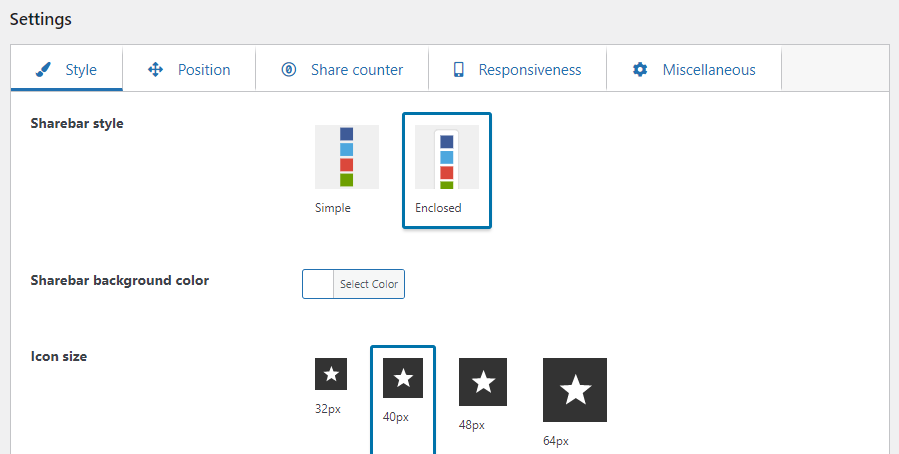 Settings
Style Position Share counter Responsiveness Miscellaneous
Sharebar style
Simple Enclosed
Sharebar background color Select Color
Icon size
32px 40px 48px 64px